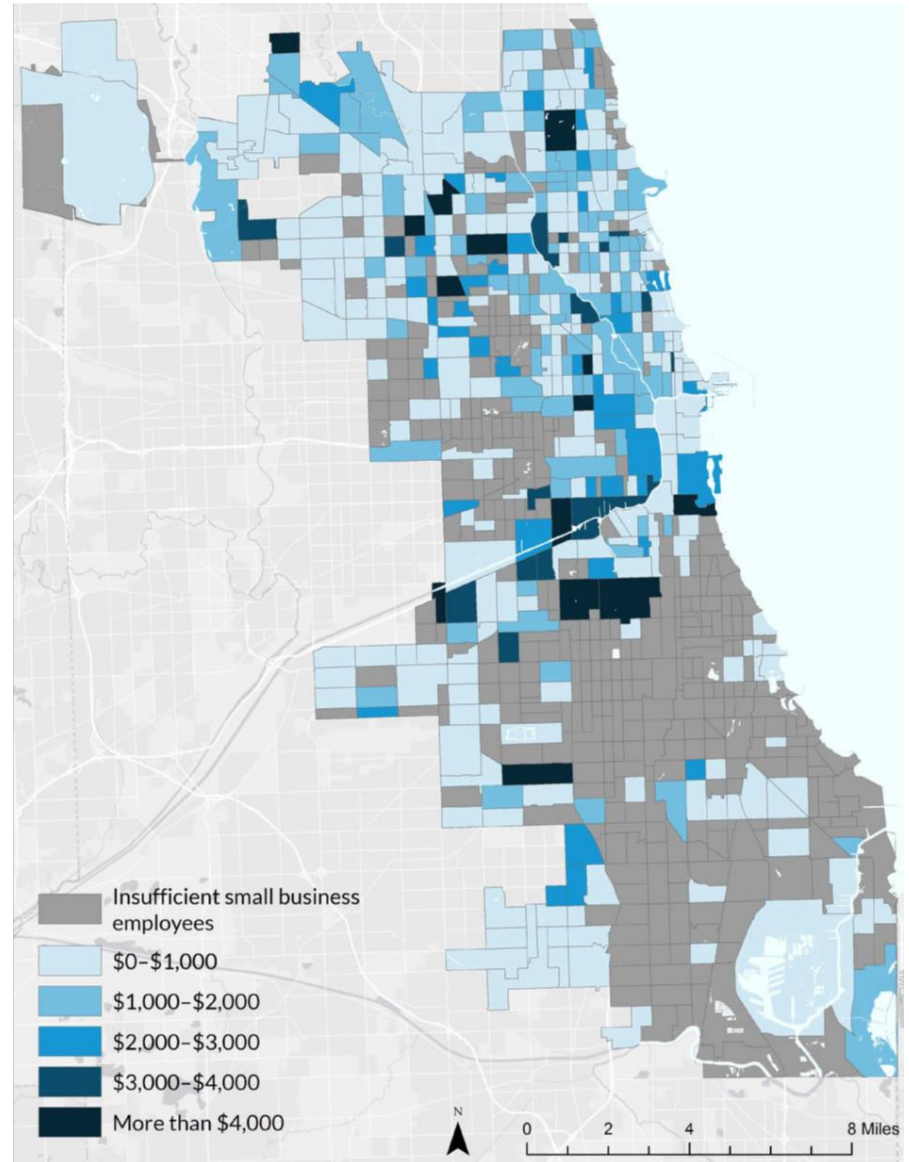 Insufficient small business
employees
$0–$1,000
$1,000–$2,000
$2,000–$3,000
$3,000–$4,000
More than $4,000
N
0 2 4 8 Miles